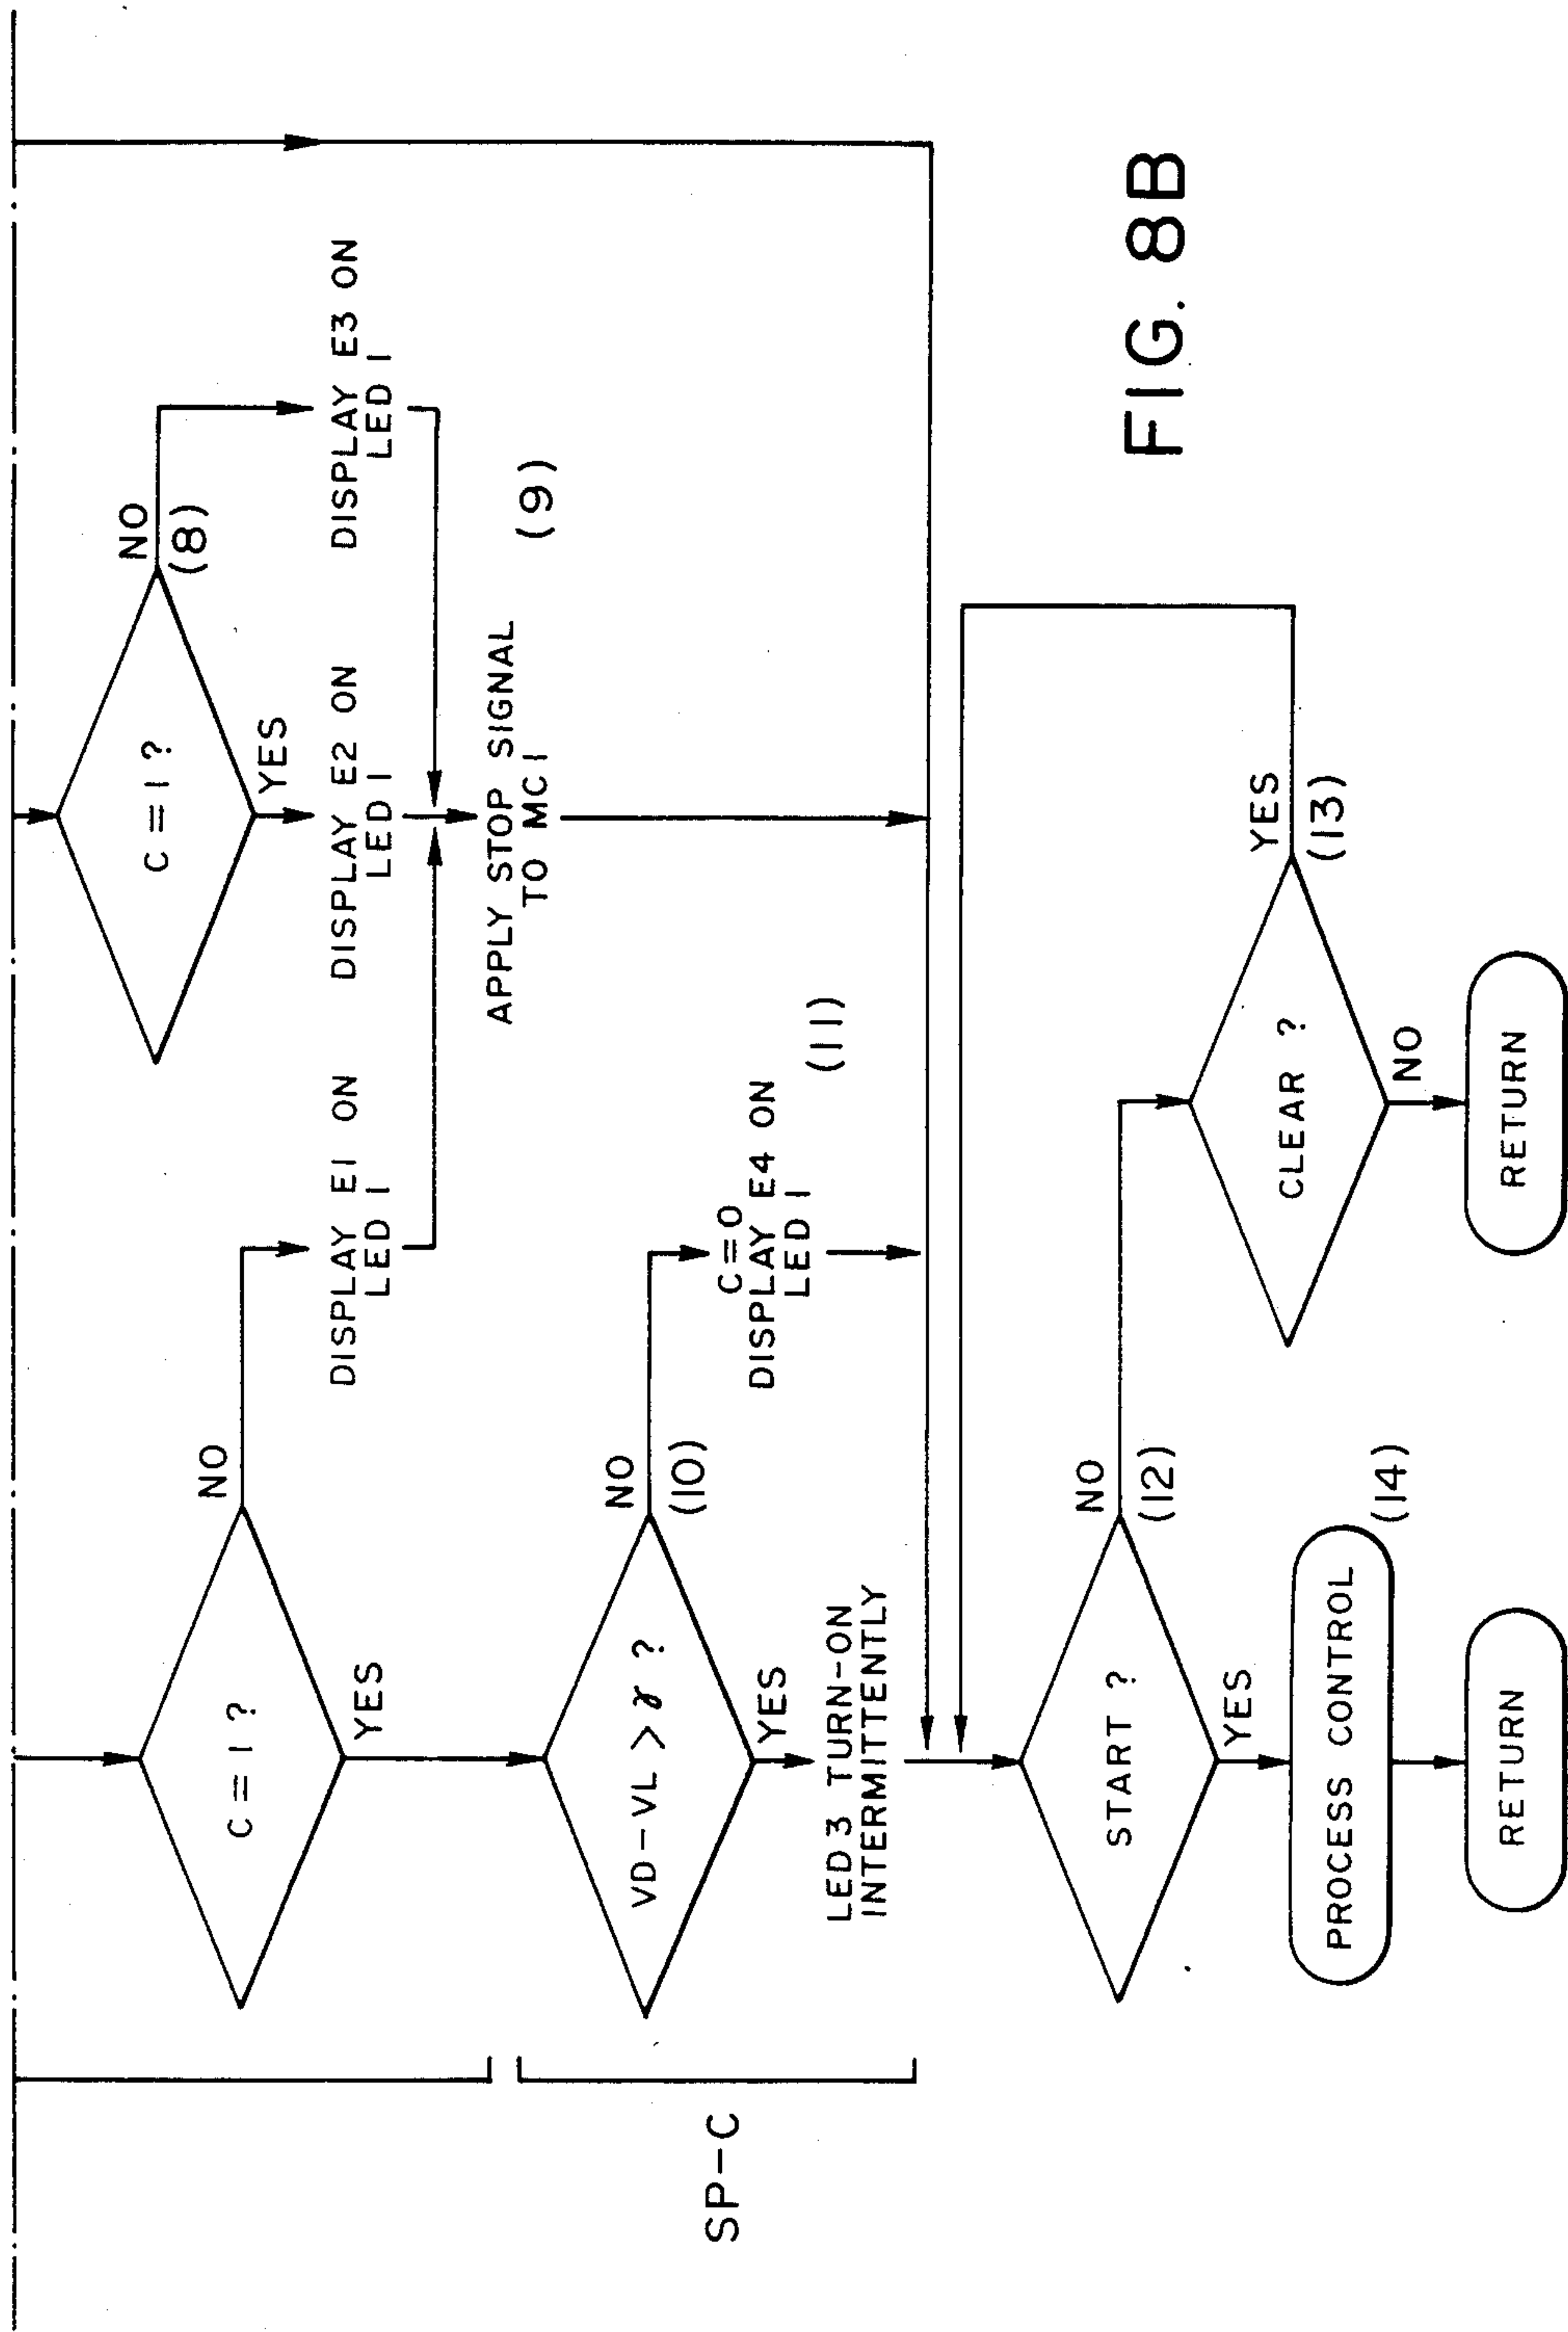 C=1?
NO
YES
C=1?
NO
(8)
YES
DISPLAY E1 ON
LED 1
DISPLAY E2 ON
LED 1
DISPLAY E3 ON
LED 1
APPLY STOP SIGNAL
TO MC1
(9)
SP-C
VD-VL>γ?
NO
(10)
YES
C=0
DISPLAY E4 ON
LED 1
(11)
LED 3 TURN-ON
INTERMITTENTLY
START ?
NO
(12)
YES
CLEAR ?
YES
(13)
NO
PROCESS CONTROL
(14)
RETURN
RETURN
FIG. 8B